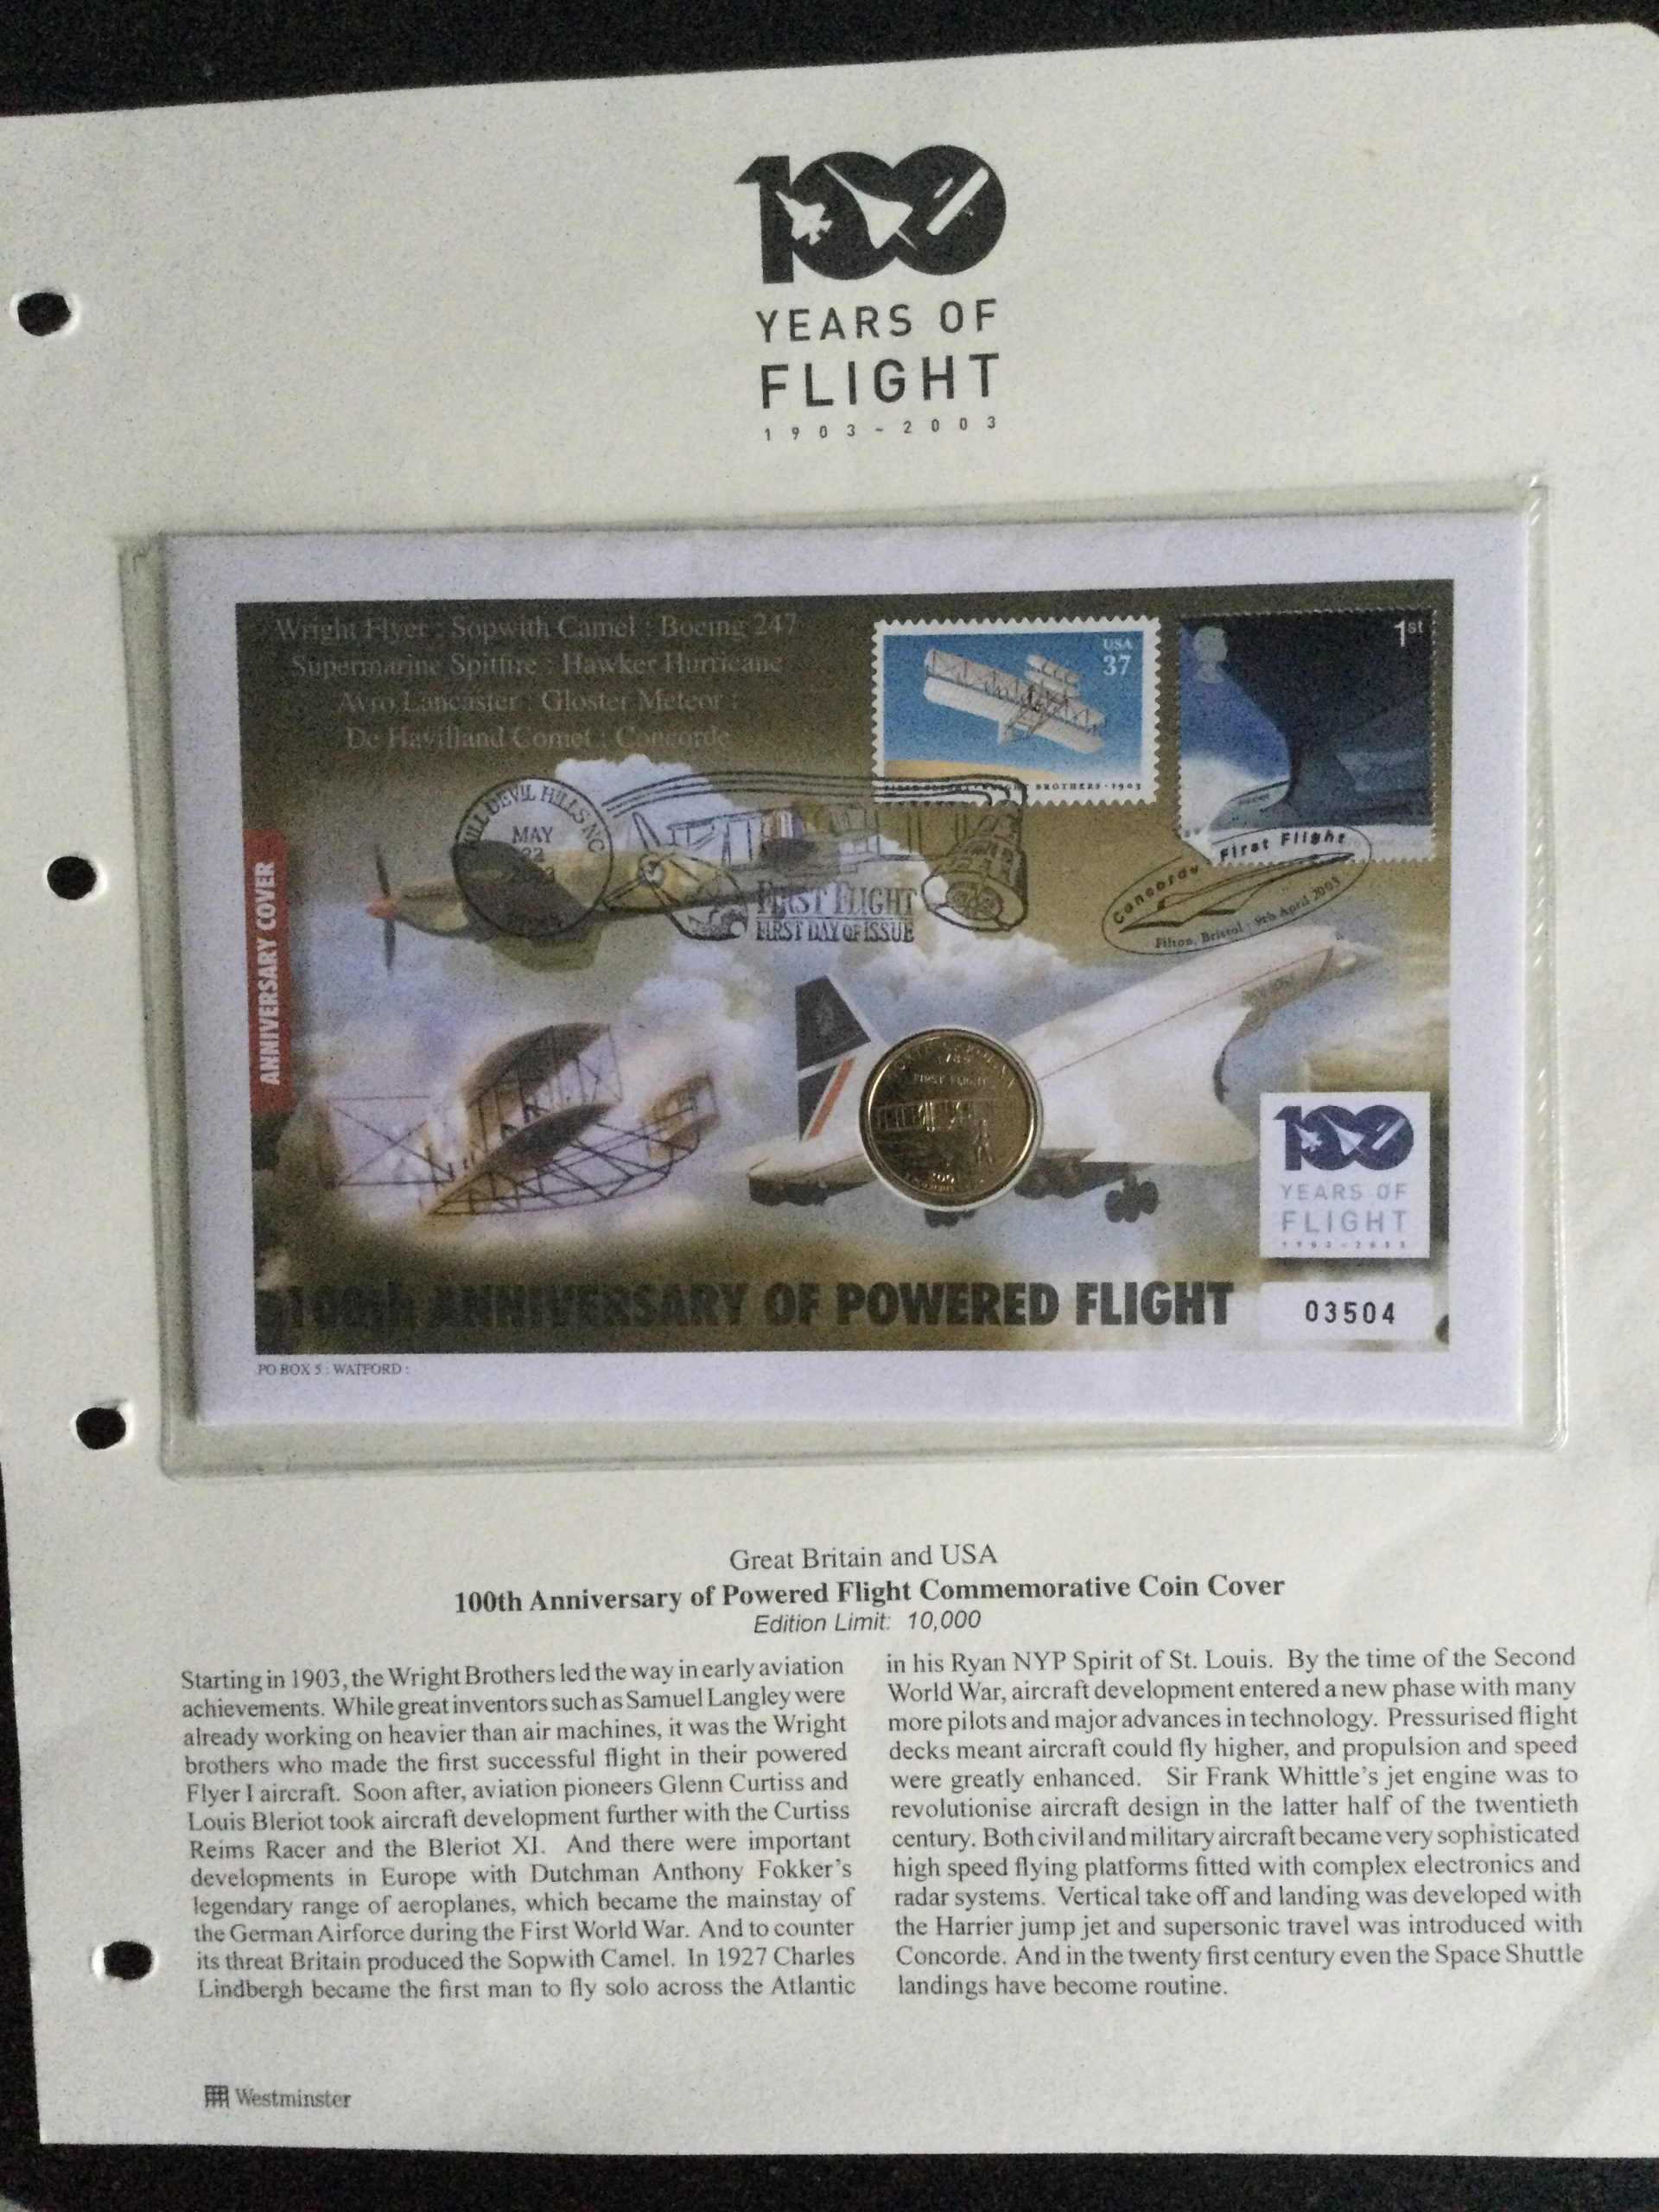 100
YEARS OF
FLIGHT
1903-2003
Wright Flyer : Sopwith Camel : Boeing 247
Supermarine Spitfire : Hawker Hurricane
Avro Lancaster : Gloster Meteor :
De Havilland Comet : Concorde
USA
37
FIRST FLIGHT • WRIGHT BROTHERS • 1903
1st
KILL DEVIL HILLS NC
MAY
22
FIRST FLIGHT
FIRST DAY OF ISSUE
Concorde First Flight
Filton, Bristol - 9th April 2003
ANNIVERSARY COVER
NORTH CAROLINA
1789
FIRST FLIGHT
100
YEARS OF
FLIGHT
1903-2003
100th ANNIVERSARY OF POWERED FLIGHT
03504
PO BOX 5 : WATFORD :
Great Britain and USA
100th Anniversary of Powered Flight Commemorative Coin Cover
Edition Limit: 10,000
Starting in 1903, the Wright Brothers led the way in early aviation
achievements. While great inventors such as Samuel Langley were
already working on heavier than air machines, it was the Wright
brothers who made the first successful flight in their powered
Flyer I aircraft. Soon after, aviation pioneers Glenn Curtiss and
Louis Bleriot took aircraft development further with the Curtiss
Reims Racer and the Bleriot XI. And there were important
developments in Europe with Dutchman Anthony Fokker's
legendary range of aeroplanes, which became the mainstay of
the German Airforce during the First World War. And to counter
its threat Britain produced the Sopwith Camel. In 1927 Charles
Lindbergh became the first man to fly solo across the Atlantic
in his Ryan NYP Spirit of St. Louis. By the time of the Second
World War, aircraft development entered a new phase with many
more pilots and major advances in technology. Pressurised flight
decks meant aircraft could fly higher, and propulsion and speed
were greatly enhanced. Sir Frank Whittle's jet engine was to
revolutionise aircraft design in the latter half of the twentieth
century. Both civil and military aircraft became very sophisticated
high speed flying platforms fitted with complex electronics and
radar systems. Vertical take off and landing was developed with
the Harrier jump jet and supersonic travel was introduced with
Concorde. And in the twenty first century even the Space Shuttle
landings have become routine.
Westminster